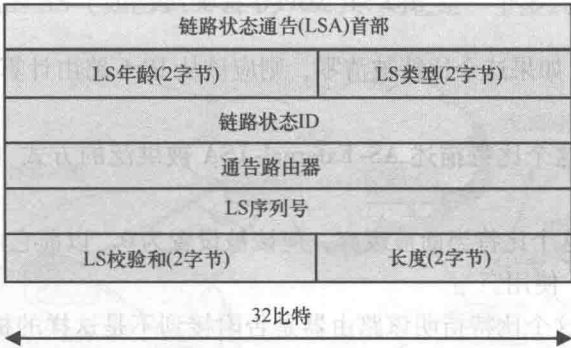 链路状态通告(LSA)首部
LS年龄(2字节)
LS类型(2字节)
链路状态ID
通告路由器
LS序列号
LS校验和(2字节)
长度(2字节)
32比特